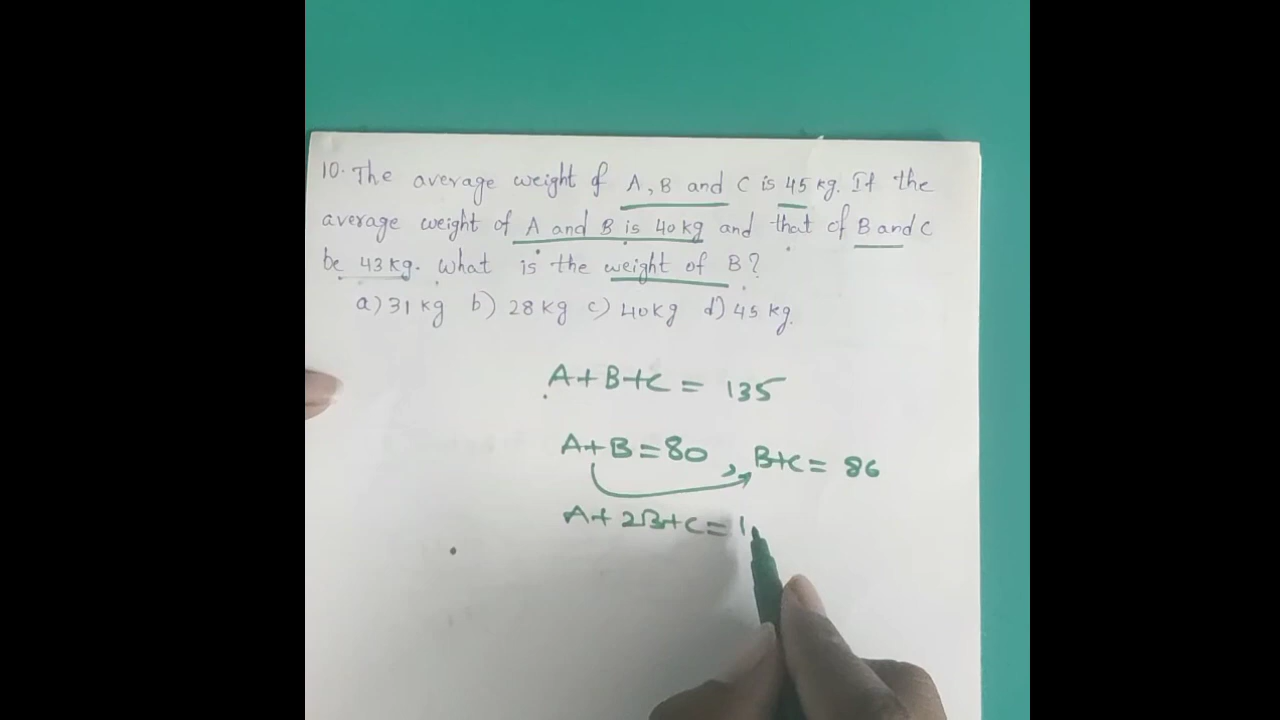 10. The average weight of A, B and C is 45 kg. If the
average weight of A and B is 40 kg and that of B and C
be 43 kg. what is the weight of B?
a) 31 kg b) 28 kg c) 40 kg d) 45 kg.
A+B+C = 135
A+B=80, B+C = 86
A+2B+C=1